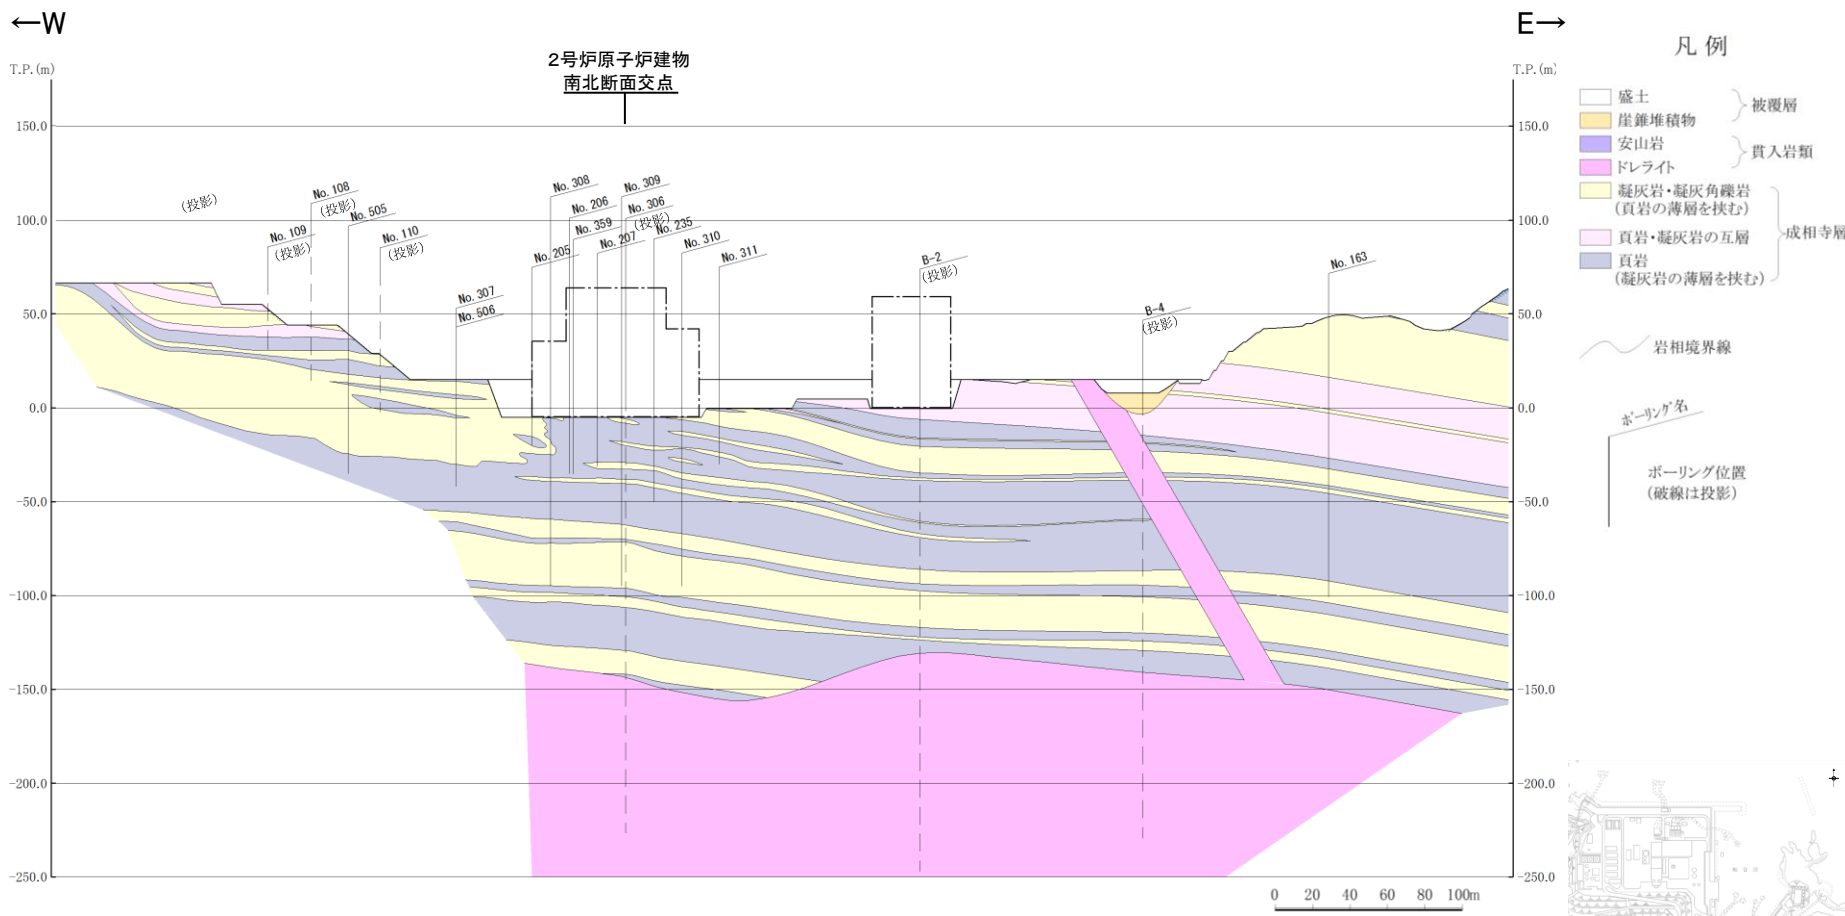 ←W
E→
2号炉原子炉建物
南北断面交点
T.P.(m)
T.P.(m)
150.0
100.0
50.0
0.0
-50.0
-100.0
-150.0
-200.0
-250.0
150.0
100.0
50.0
0.0
-50.0
-100.0
-150.0
-200.0
-250.0
(投影)
No. 109
(投影)
No. 108
(投影)
No. 505
No. 110
(投影)
No. 307
No. 506
No. 205
No. 308
No. 206
No. 359
No. 207
No. 309
No. 306
(投影)
No. 235
No. 310
No. 311
B-2
(投影)
B-4
(投影)
No. 163
0 20 40 60 80 100m
凡例
盛土
崖錐堆積物
被覆層
安山岩
ドレライト
貫入岩類
凝灰岩・凝灰角礫岩
(頁岩の薄層を挟む)
頁岩・凝灰岩の互層
頁岩
(凝灰岩の薄層を挟む)
成相寺層
岩相境界線
ボーリング名
ボーリング位置
(破線は投影)